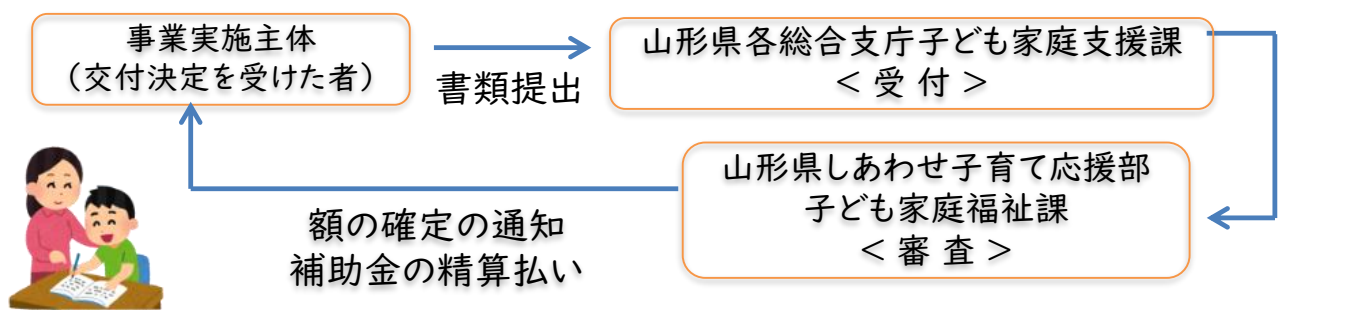 事業実施主体
（交付決定を受けた者）
書類提出
山形県各総合支庁子ども家庭支援課
＜ 受 付 ＞
山形県しあわせ子育て応援部
子ども家庭福祉課
＜ 審 査 ＞
額の確定の通知
補助金の精算払い